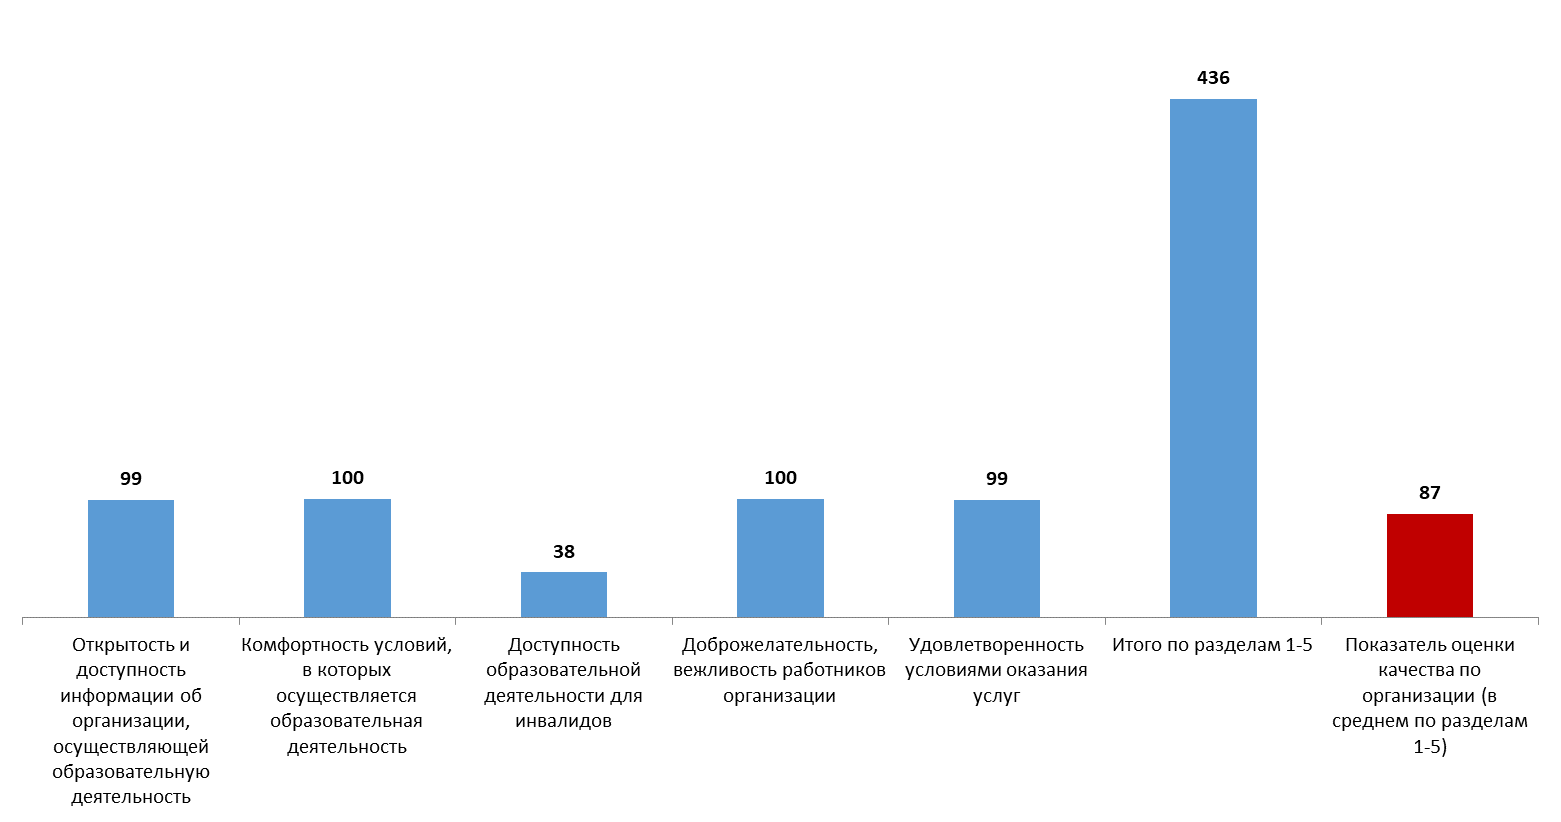 436
99
100
38
100
99
87
Открытость и
доступность
информации об
организации,
осуществляющей
образовательную
деятельность
Комфортность условий,
в которых
осуществляется
образовательная
деятельность
Доступность
образовательной
деятельности для
инвалидов
Доброжелательность,
вежливость работников
организации
Удовлетворенность
условиями оказания
услуг
Итого по разделам 1-5
Показатель оценки
качества по
организации (в
среднем по разделам
1-5)